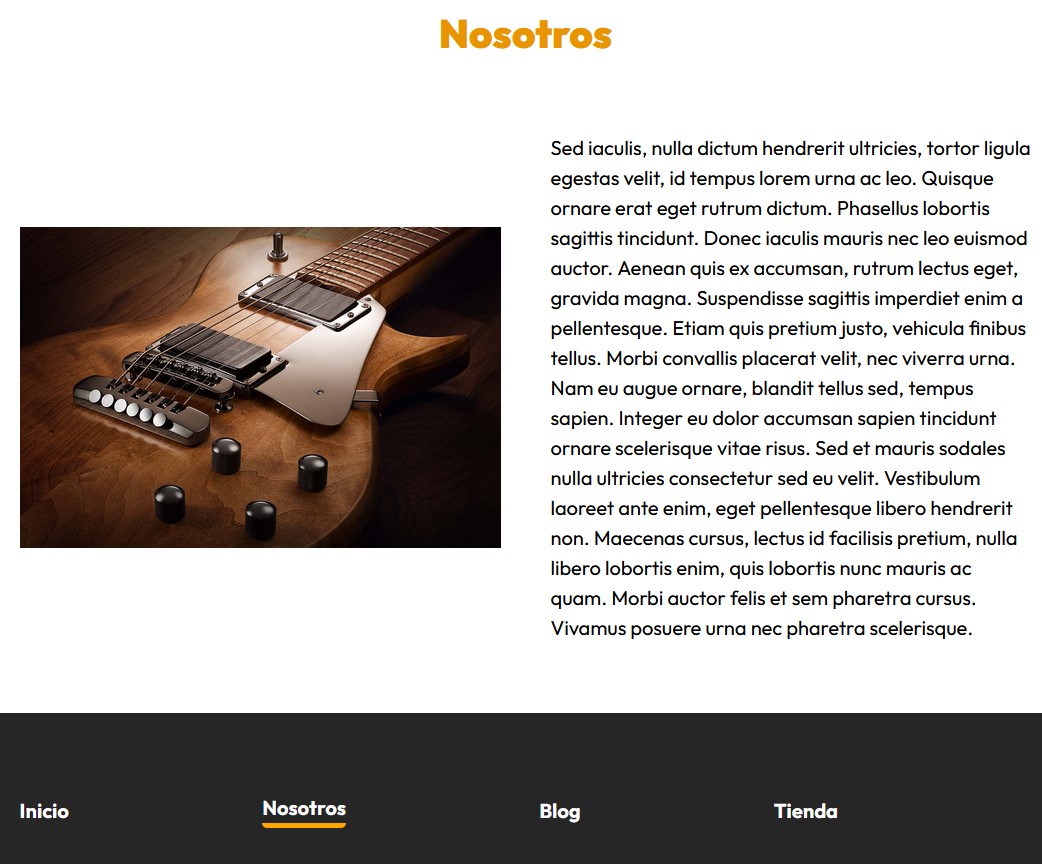 Nosotros
Sed iaculis, nulla dictum hendrerit ultricies, tortor ligula
egestas velit, id tempus lorem urna ac leo. Quisque
ornare erat eget rutrum dictum. Phasellus lobortis
sagittis tincidunt. Donec iaculis mauris nec leo euismod
auctor. Aenean quis ex accumsan, rutrum lectus eget,
gravida magna. Suspendisse sagittis imperdiet enim a
pellentesque. Etiam quis pretium justo, vehicula finibus
tellus. Morbi convallis placerat velit, nec viverra urna.
Nam eu augue ornare, blandit tellus sed, tempus
sapien. Integer eu dolor accumsan sapien tincidunt
ornare scelerisque vitae risus. Sed et mauris sodales
nulla ultricies consectetur sed eu velit. Vestibulum
laoreet ante enim, eget pellentesque libero hendrerit
non. Maecenas cursus, lectus id facilisis pretium, nulla
libero lobortis enim, quis lobortis nunc mauris ac
quam. Morbi auctor felis et sem pharetra cursus.
Vivamus posuere urna nec pharetra scelerisque.
Inicio Nosotros Blog Tienda